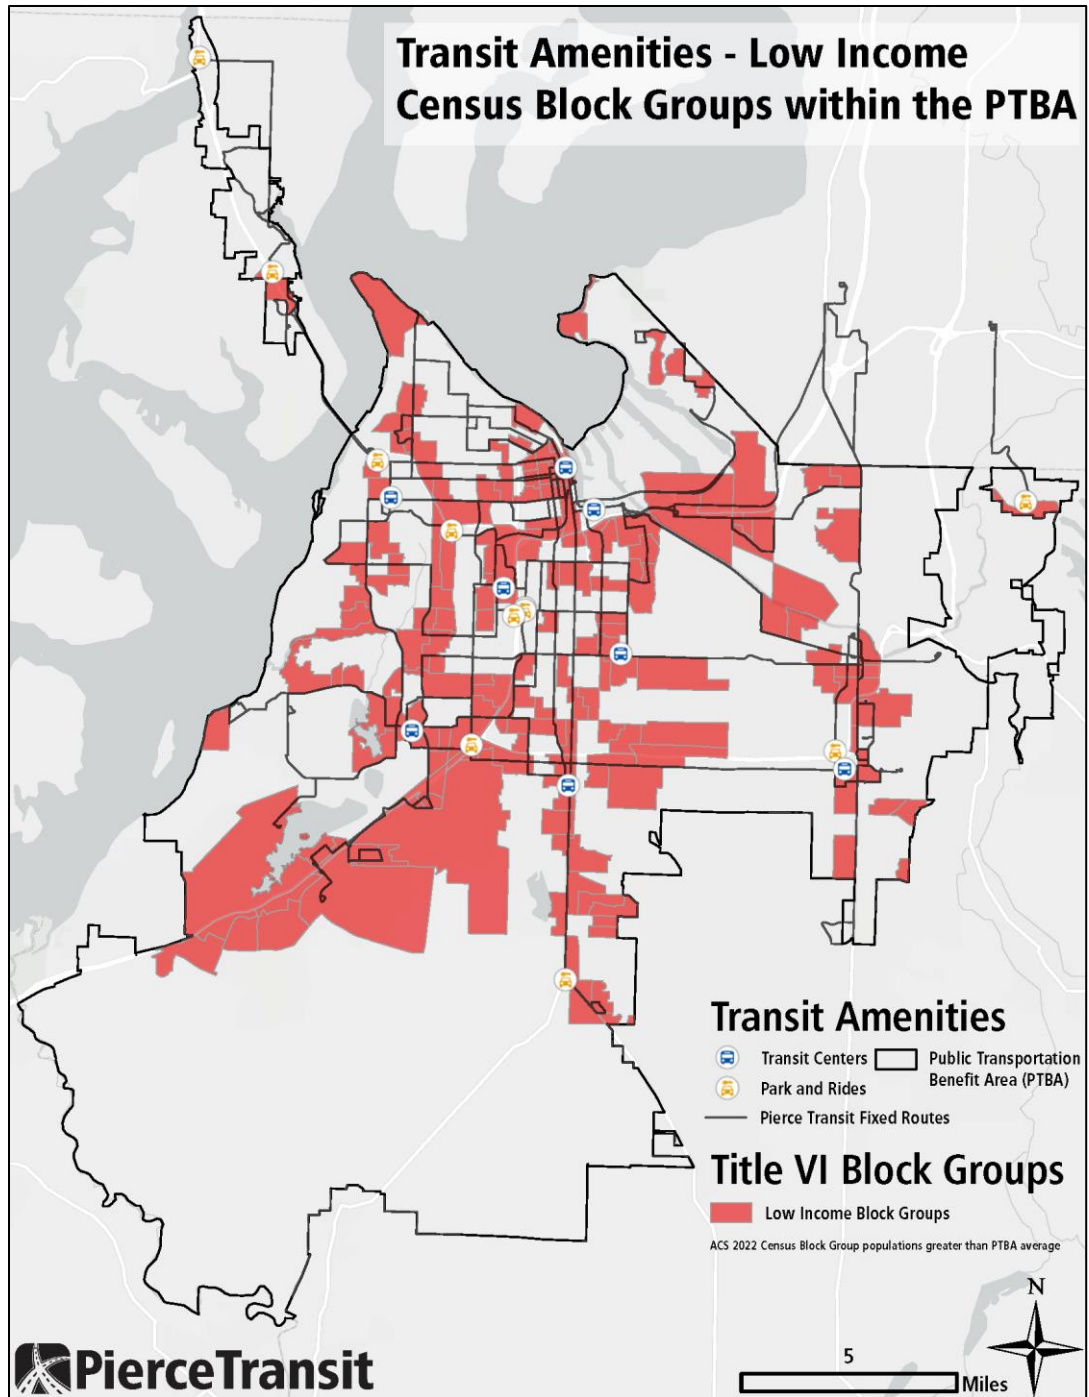 Transit Amenities - Low Income
Census Block Groups within the PTBA
Transit Amenities
Transit Centers
Public Transportation
Benefit Area (PTBA)
Park and Rides
Pierce Transit Fixed Routes
Title VI Block Groups
Low Income Block Groups
ACS 2022 Census Block Group populations greater than PTBA average
N
5
Miles
PierceTransit